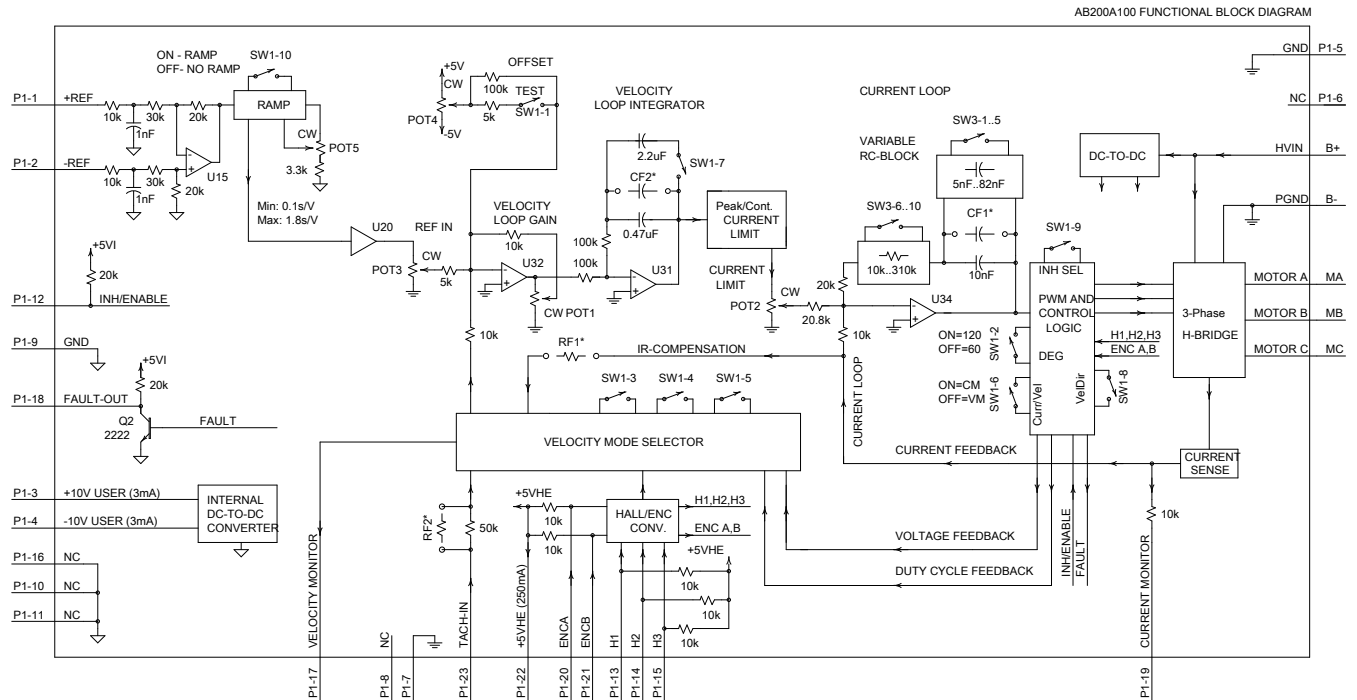 AB200A100 FUNCTIONAL BLOCK DIAGRAM
GND P1-5
NC P1-6
HVIN B+
PGND B-
MOTOR A MA
MOTOR B MB
MOTOR C MC
P1-1 +REF
10k
30k
20k
1nF
P1-2 -REF
10k
30k
1nF
20k
U15
ON - RAMP
OFF- NO RAMP
SW1-10
RAMP
CW
POT5
3.3k
Min: 0.1s/V
Max: 1.8s/V
+5V
CW
POT4
-5V
OFFSET
100k
TEST
5k
SW1-1
U20
REF IN
CW
POT3
5k
VELOCITY
LOOP GAIN
10k
U32
CW POT1
10k
VELOCITY
LOOP INTEGRATOR
2.2uF
SW1-7
CF2*
0.47uF
100k
100k
U31
Peak/Cont.
CURRENT
LIMIT
CURRENT
LIMIT
CW
POT2
20.8k
CURRENT LOOP
VARIABLE
RC-BLOCK
SW3-1..5
5nF..82nF
SW3-6..10
10k..310k
CF1*
10nF
20k
10k
U34
DC-TO-DC
SW1-9
INH SEL
PWM AND
CONTROL
LOGIC
ON=120
OFF=60
SW1-2
DEG
ON=CM
OFF=VM
SW1-6
Curr/Vel
VelDir
SW1-8
H1,H2,H3
ENC A,B
3-Phase
H-BRIDGE
CURRENT
SENSE
+5VI
20k
P1-12 INH/ENABLE
P1-9 GND
+5VI
20k
P1-18 FAULT-OUT
Q2
2222
FAULT
P1-3 +10V USER (3mA)
P1-4 -10V USER (3mA)
INTERNAL
DC-TO-DC
CONVERTER
P1-16 NC
P1-10 NC
P1-11 NC
RF1*
IR-COMPENSATION
SW1-3
SW1-4
SW1-5
VELOCITY MODE SELECTOR
CURRENT LOOP
CURRENT FEEDBACK
VOLTAGE FEEDBACK
DUTY CYCLE FEEDBACK
INH/ENABLE
FAULT
10k
CURRENT MONITOR
RF2*
50k
+5VHE
10k
10k
HALL/ENC
CONV.
H1,H2,H3
ENC A,B
+5VHE
10k
10k
10k
VELOCITY MONITOR
NC
TACH-IN
+5VHE (250mA)
ENCA
ENCB
H1
H2
H3
P1-17
P1-8
P1-7
P1-23
P1-22
P1-20
P1-21
P1-13
P1-14
P1-15
P1-19